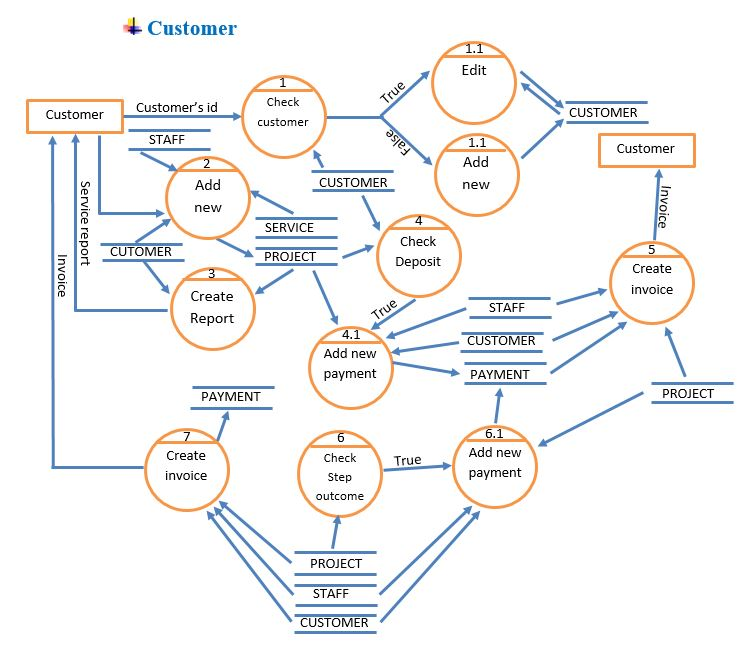 Customer
1.1
Edit
1
Check
customer
True
Customer
Customer's id
CUSTOMER
STAFF
False
1.1
Add
new
Customer
2
Add
new
CUSTOMER
Service report
SERVICE
4
Check
Deposit
Invoice
CUTOMER
PROJECT
5
Create
invoice
Invoice
3
Create
Report
True
STAFF
4.1
Add new
payment
CUSTOMER
PAYMENT
PAYMENT
PROJECT
7
Create
invoice
6
Check
Step
outcome
True
6.1
Add new
payment
PROJECT
STAFF
CUSTOMER